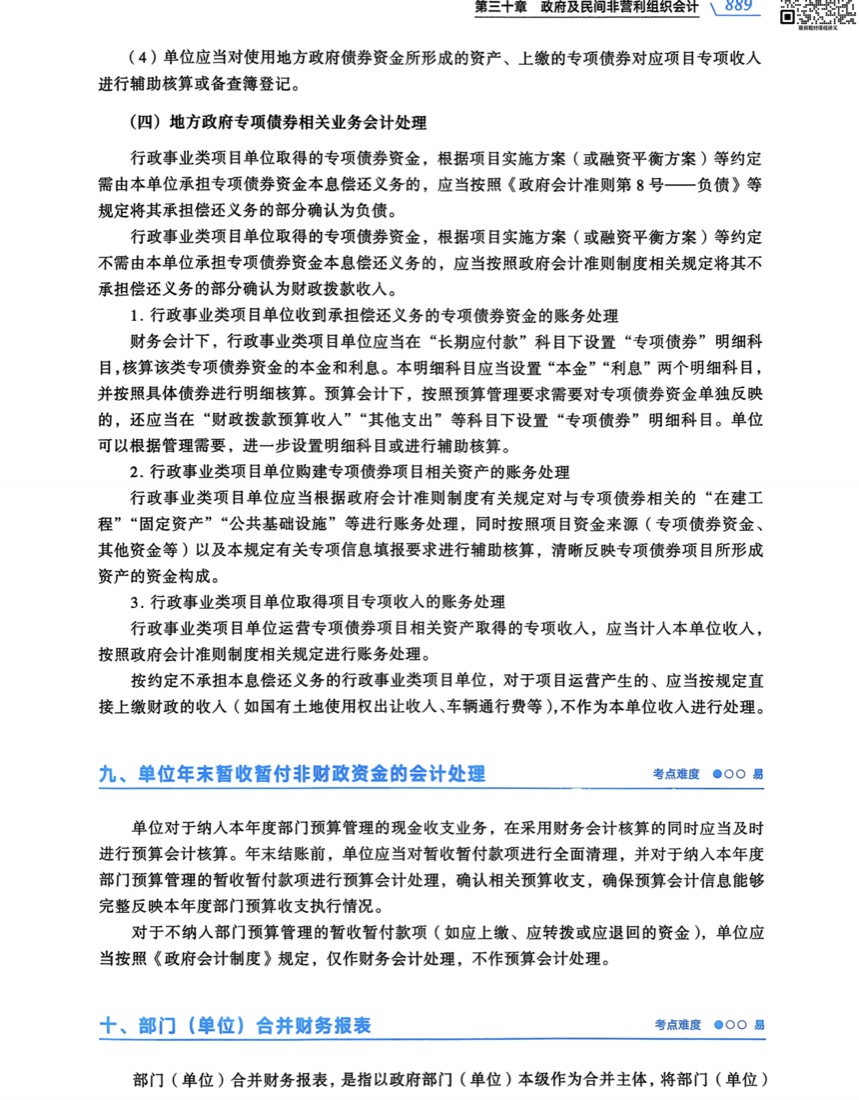 第三十章 政府及民间非营利组织会计 889
（4）单位应当对使用地方政府债券资金所形成的资产、上缴的专项债券对应项目专项收入
进行辅助核算或备查簿登记。
（四）地方政府专项债券相关业务会计处理
行政事业类项目单位取得的专项债券资金，根据项目实施方案（或融资平衡方案）等约定
需由本单位承担专项债券资金本息偿还义务的，应当按照《政府会计准则第 8 号——负债》等
规定将其承担偿还义务的部分确认为负债。
行政事业类项目单位取得的专项债券资金，根据项目实施方案（或融资平衡方案）等约定
不需由本单位承担专项债券资金本息偿还义务的，应当按照政府会计准则制度相关规定将其不
承担偿还义务的部分确认为财政拨款收入。
1. 行政事业类项目单位收到承担偿还义务的专项债券资金的账务处理
财务会计下，行政事业类项目单位应当在“长期应付款”科目下设置“专项债券”明细科
目，核算该类专项债券资金的本金和利息。本明细科目应当设置“本金”“利息”两个明细科目，
并按照具体债券进行明细核算。预算会计下，按照预算管理要求需要对专项债券资金单独反映
的，还应当在“财政拨款预算收入”“其他支出”等科目下设置“专项债券”明细科目。单位
可以根据管理需要，进一步设置明细科目或进行辅助核算。
2. 行政事业类项目单位购建专项债券项目相关资产的账务处理
行政事业类项目单位应当根据政府会计准则制度有关规定对与专项债券相关的“在建工
程”“固定资产”“公共基础设施”等进行账务处理，同时按照项目资金来源（专项债券资金、
其他资金等）以及本规定有关专项信息填报要求进行辅助核算，清晰反映专项债券项目所形成
资产的资金构成。
3. 行政事业类项目单位取得项目专项收入的账务处理
行政事业类项目单位运营专项债券项目相关资产取得的专项收入，应当计入本单位收入，
按照政府会计准则制度相关规定进行账务处理。
按约定不承担本息偿还义务的行政事业类项目单位，对于项目运营产生的、应当按规定直
接上缴财政的收入（如国有土地使用权出让收入、车辆通行费等），不作为本单位收入进行处理。
九、单位年末暂收暂付非财政资金的会计处理 考点难度 ●○○ 易
单位对于纳入本年度部门预算管理的现金收支业务，在采用财务会计核算的同时应当及时
进行预算会计核算。年末结账前，单位应当对暂收暂付款项进行全面清理，并对于纳入本年度
部门预算管理的暂收暂付款项进行预算会计处理，确认相关预算收支，确保预算会计信息能够
完整反映本年度部门预算收支执行情况。
对于不纳入部门预算管理的暂收暂付款项（如应上缴、应转拨或应退回的资金），单位应
当按照《政府会计制度》规定，仅作财务会计处理，不作预算会计处理。
十、部门（单位）合并财务报表 考点难度 ●○○ 易
部门（单位）合并财务报表，是指以政府部门（单位）本级作为合并主体，将部门（单位）